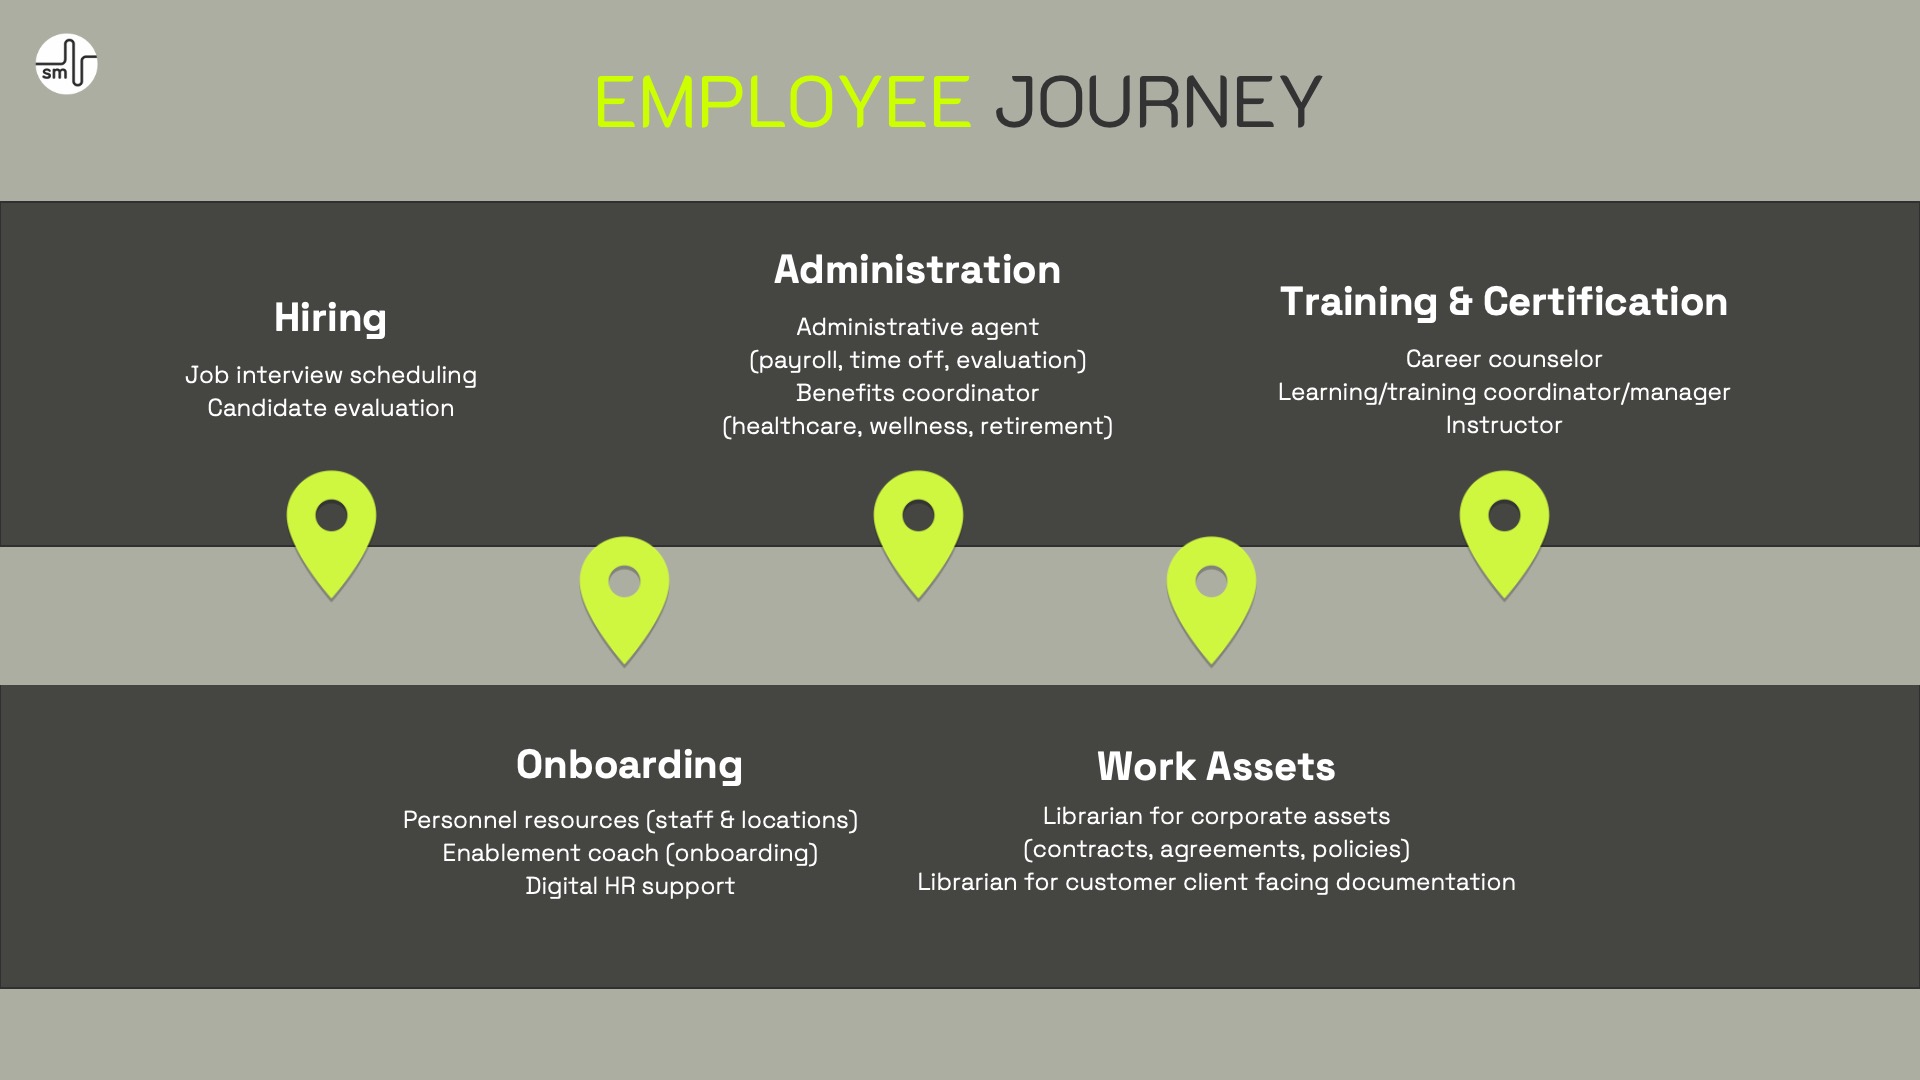 sm
EMPLOYEE JOURNEY
Hiring
Job interview scheduling
Candidate evaluation
Onboarding
Personnel resources (staff & locations)
Enablement coach (onboarding)
Digital HR support
Administration
Administrative agent
(payroll, time off, evaluation)
Benefits coordinator
(healthcare, wellness, retirement)
Work Assets
Librarian for corporate assets
(contracts, agreements, policies)
Librarian for customer client facing documentation
Training & Certification
Career counselor
Learning/training coordinator/manager
Instructor